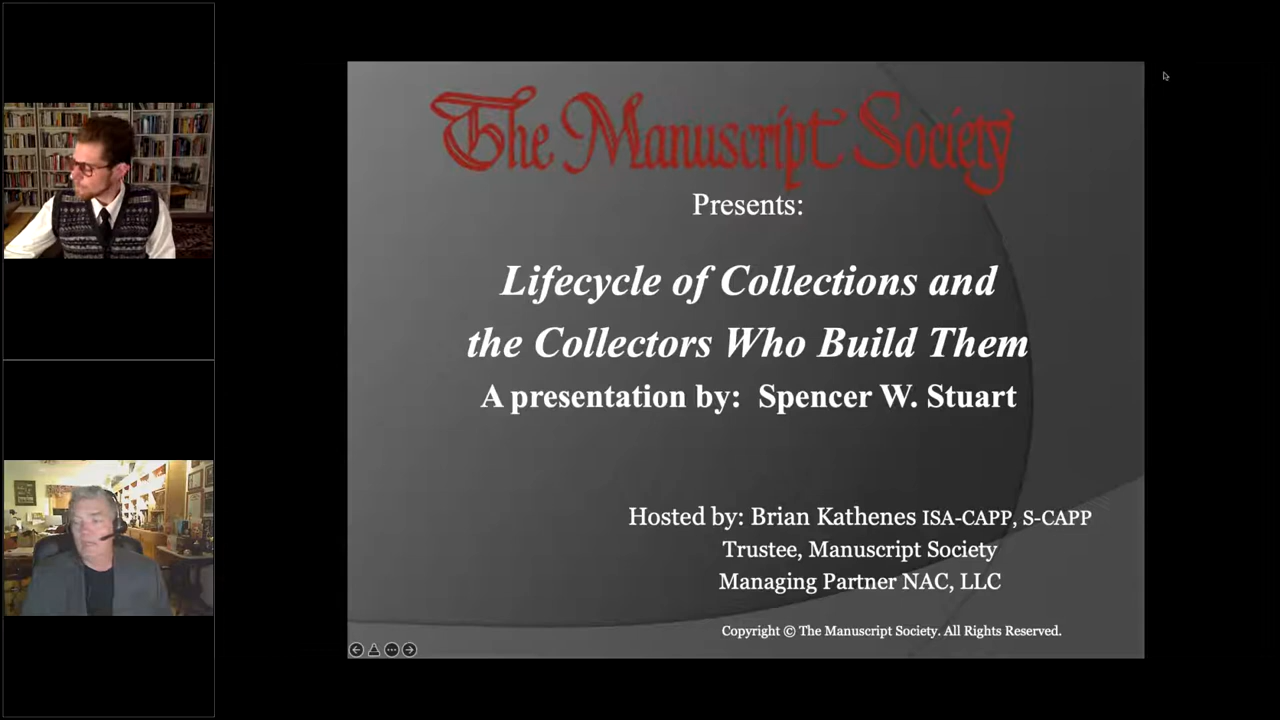 The Manuscript Society
Presents:
Lifecycle of Collections and
the Collectors Who Build Them
A presentation by: Spencer W. Stuart
Hosted by: Brian Kathenes ISA-CAPP, S-CAPP
Trustee, Manuscript Society
Managing Partner NAC, LLC
Copyright © The Manuscript Society. All Rights Reserved.